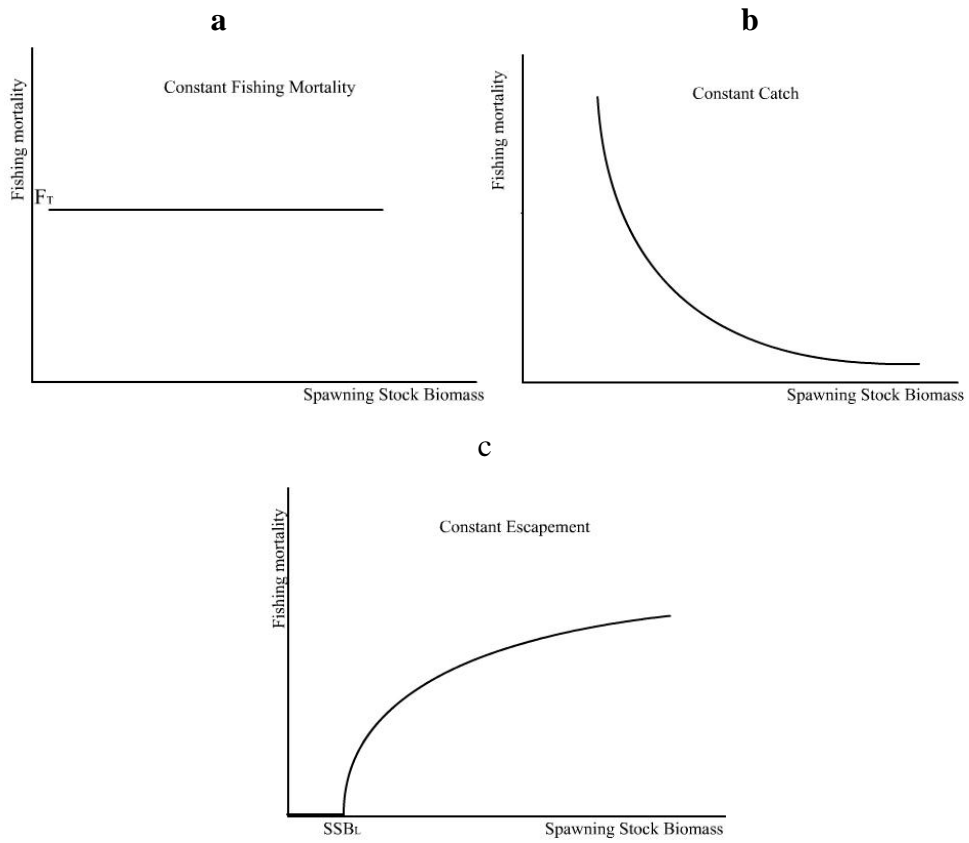 a
Constant Fishing Mortality
Fishing mortality
FT
Spawning Stock Biomass
b
Constant Catch
Fishing mortality
Spawning Stock Biomass
c
Constant Escapement
Fishing mortality
SSBL
Spawning Stock Biomass